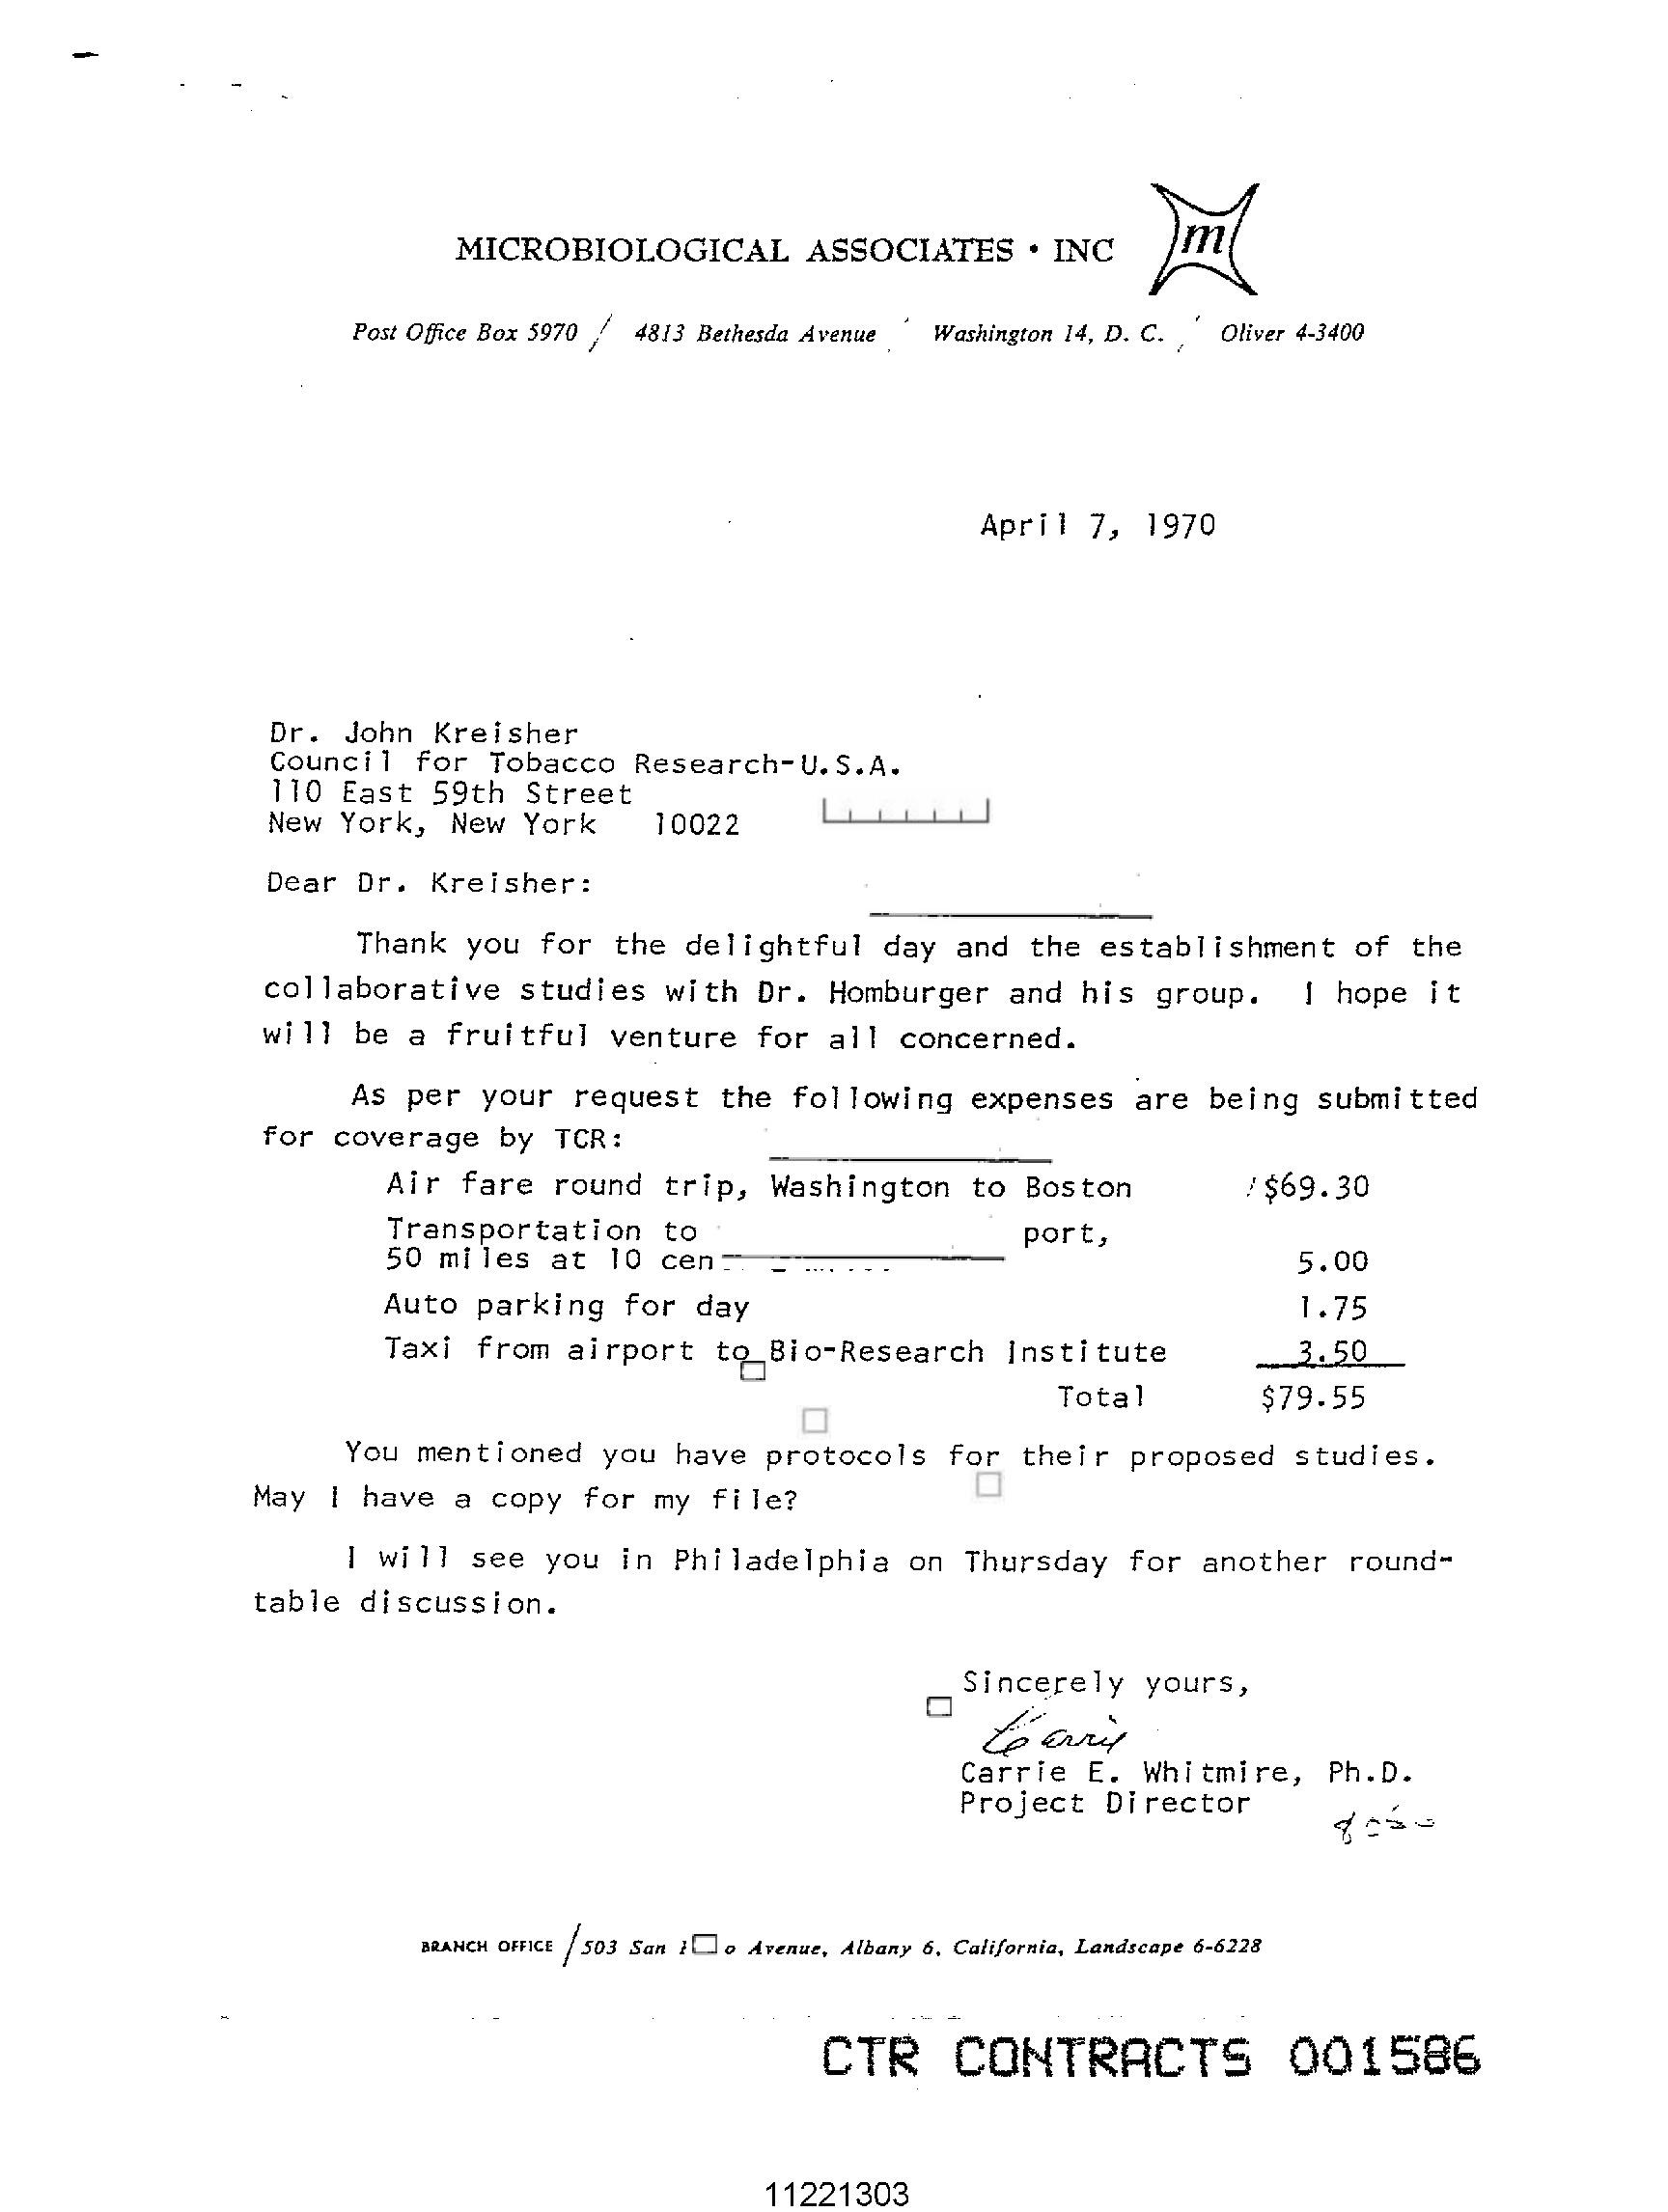 MICROBIOLOGICAL ASSOCIATES • INC
m
Post Office Box 5970 / 4813 Bethesda Avenue / Washington 14, D. C. / Oliver 4-3400
April 7, 1970
Dr. John Kreisher
Council for Tobacco Research-U.S.A.
110 East 59th Street
New York, New York 10022
Dear Dr. Kreisher:
Thank you for the delightful day and the establishment of the
collaborative studies with Dr. Homburger and his group. I hope it
will be a fruitful venture for all concerned.
As per your request the following expenses are being submitted
for coverage by TCR:
Air fare round trip, Washington to Boston $69.30
Transportation to port,
50 miles at 10 cen 5.00
Auto parking for day 1.75
Taxi from airport to Bio-Research Institute 3.50
Total $79.55
You mentioned you have protocols for their proposed studies.
May I have a copy for my file?
I will see you in Philadelphia on Thursday for another round-
table discussion.
Sincerely yours,
Carrie
Carrie E. Whitmire, Ph.D.
Project Director
BRANCH OFFICE / 503 San o Avenue, Albany 6, California, Landscape 6-6228
CTR CONTRACTS 001586
11221303